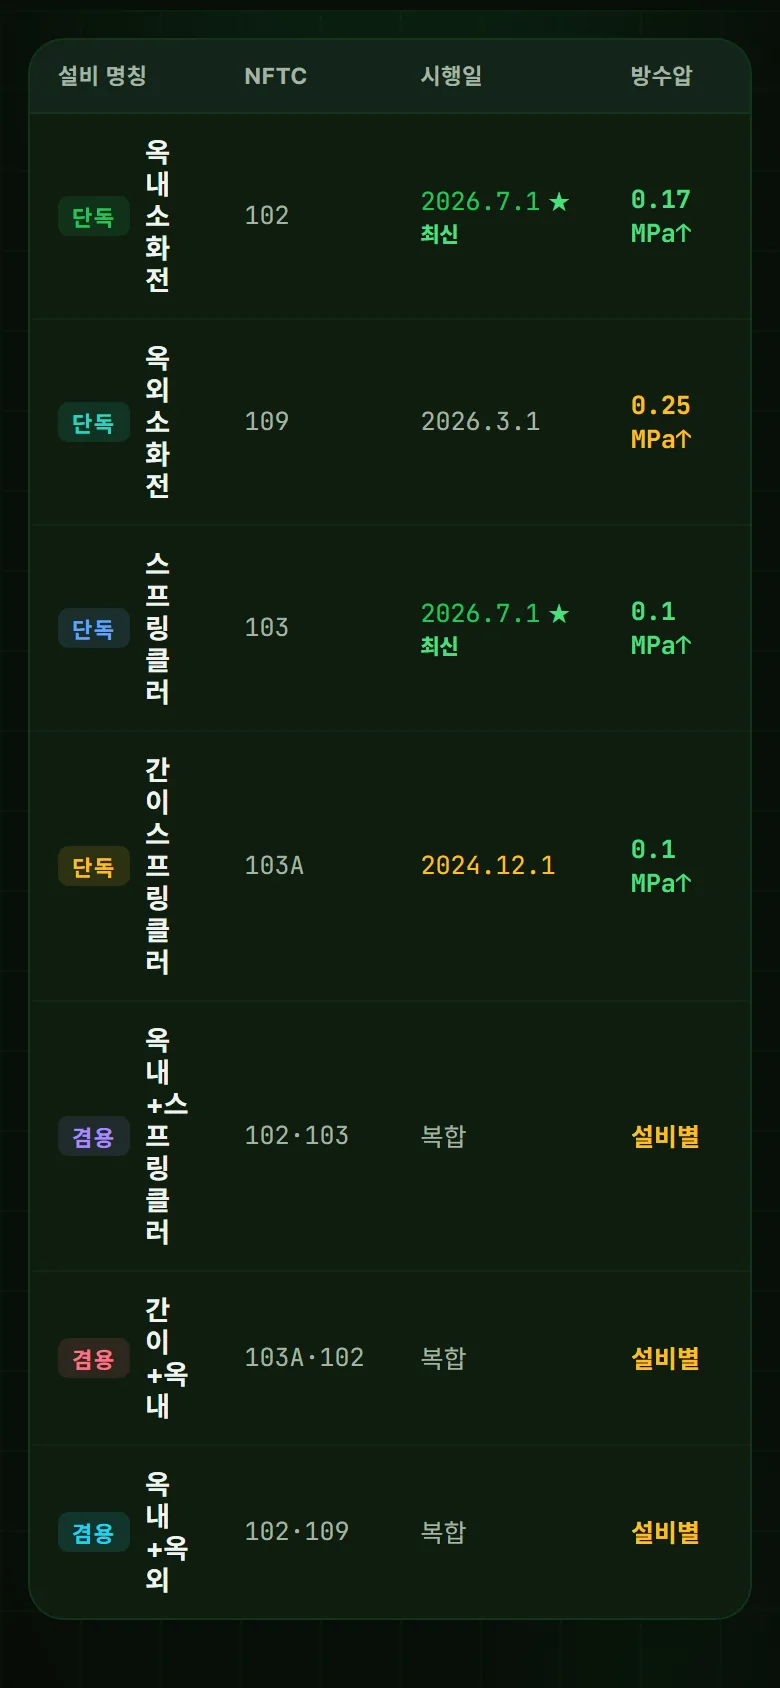 설비 명칭 NFTC 시행일 방수압
단독 옥내소화전 102 2026.7.1 ★ 최신 0.17 MPa↑
단독 옥외소화전 109 2026.3.1 0.25 MPa↑
단독 스프링클러 103 2026.7.1 ★ 최신 0.1 MPa↑
단독 간이스프링클러 103A 2024.12.1 0.1 MPa↑
겸용 옥내+스프링클러 102·103 복합 설비별
겸용 간이+옥내 103A·102 복합 설비별
겸용 옥내+옥외 102·109 복합 설비별